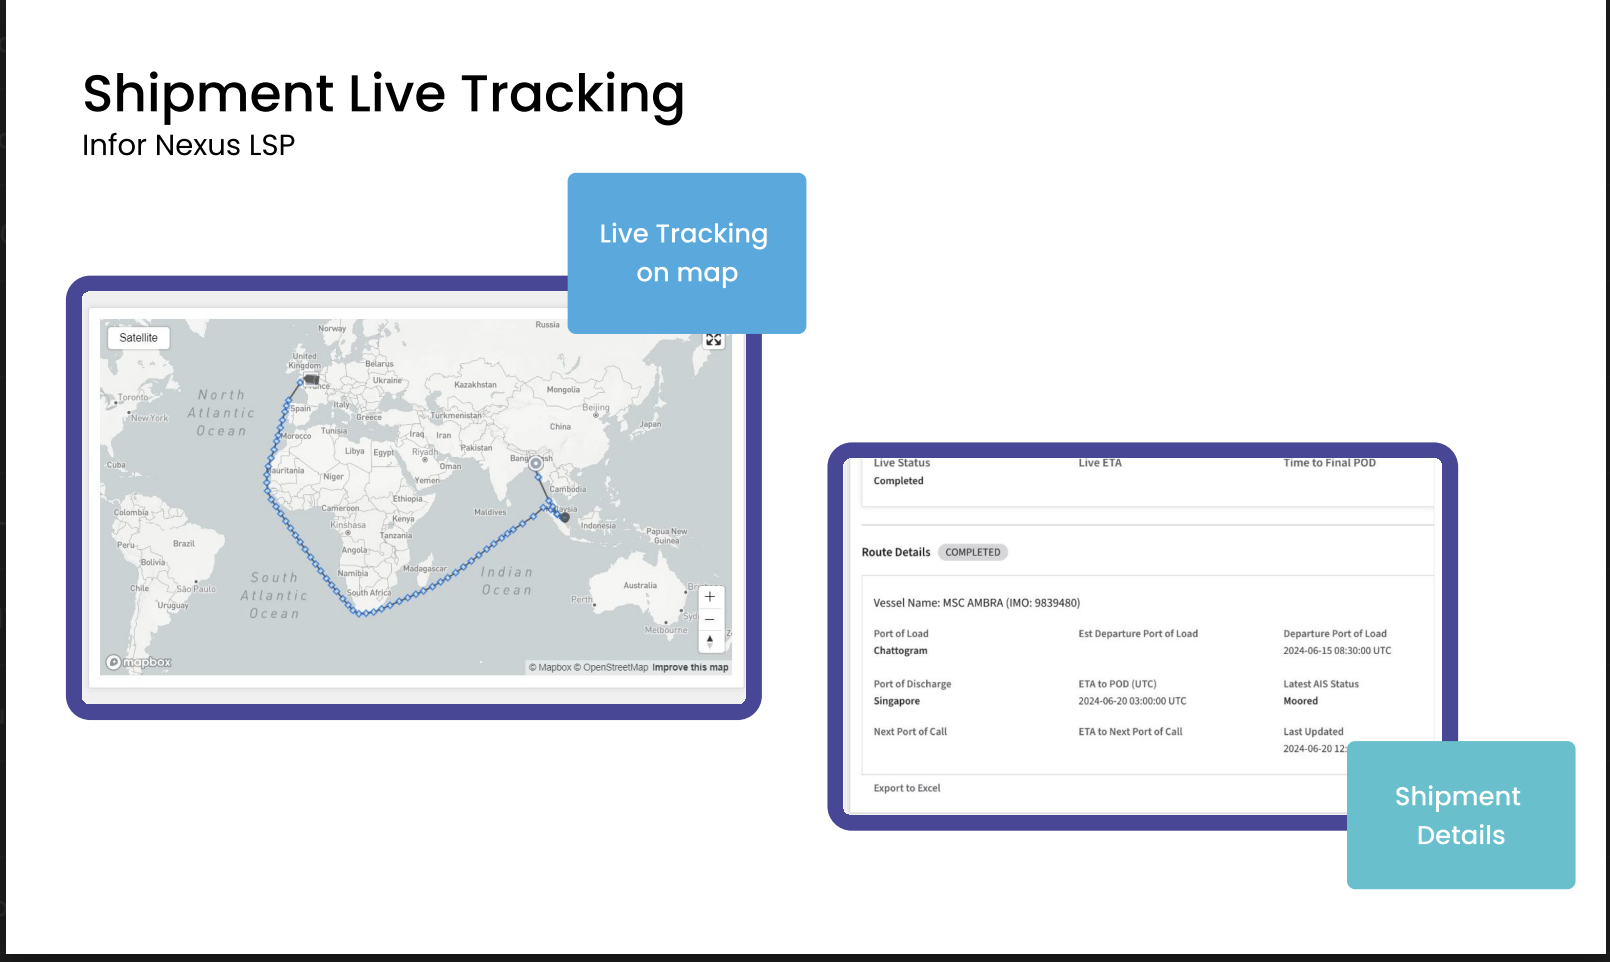 Shipment Live Tracking
Infor Nexus LSP
Live Tracking
on map
Satellite
Norway
Russia
United
Kingdom
Belarus
Ukraine
Kazakhstan
Mongolia
North
Atlantic
Ocean
Toronto
New York
Spain
Italy
Greece
Turkmenistan
Beijing
Japan
China
Morocco
Tunisia
Iraq
Iran
Pakistan
Libya
Egypt
Riyadh
Oman
Cuba
Niger
Yemen
Cambodia
Ethiopia
Colombia
Cameroon
Kenya
Maldives
Indonesia
Kinshasa
Tanzania
Papua New
Guinea
Peru
Brazil
Angola
Bolivia
Namibia
Madagascar
Indian
Ocean
South
Atlantic
Ocean
Chile
São Paulo
South Africa
Australia
Uruguay
Perth
Melbourne
mapbox
© Mapbox © OpenStreetMap Improve this map
Live Status
Live ETA
Time to Final POD
Completed
Route Details COMPLETED
Vessel Name: MSC AMBRA (IMO: 9839480)
Port of Load
Est Departure Port of Load
Departure Port of Load
Chattogram
2024-06-15 08:30:00 UTC
Port of Discharge
ETA to POD (UTC)
Latest AIS Status
Singapore
2024-06-20 03:00:00 UTC
Moored
Next Port of Call
ETA to Next Port of Call
Last Updated
2024-06-20 12:
Export to Excel
Shipment
Details